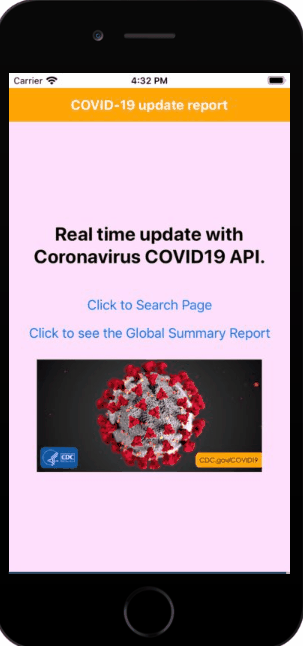 Carrier
4:32 PM
COVID-19 update report
Real time update with
Coronavirus COVID19 API.
Click to Search Page
Click to see the Global Summary Report
CDC
CDC.gov/COVID19